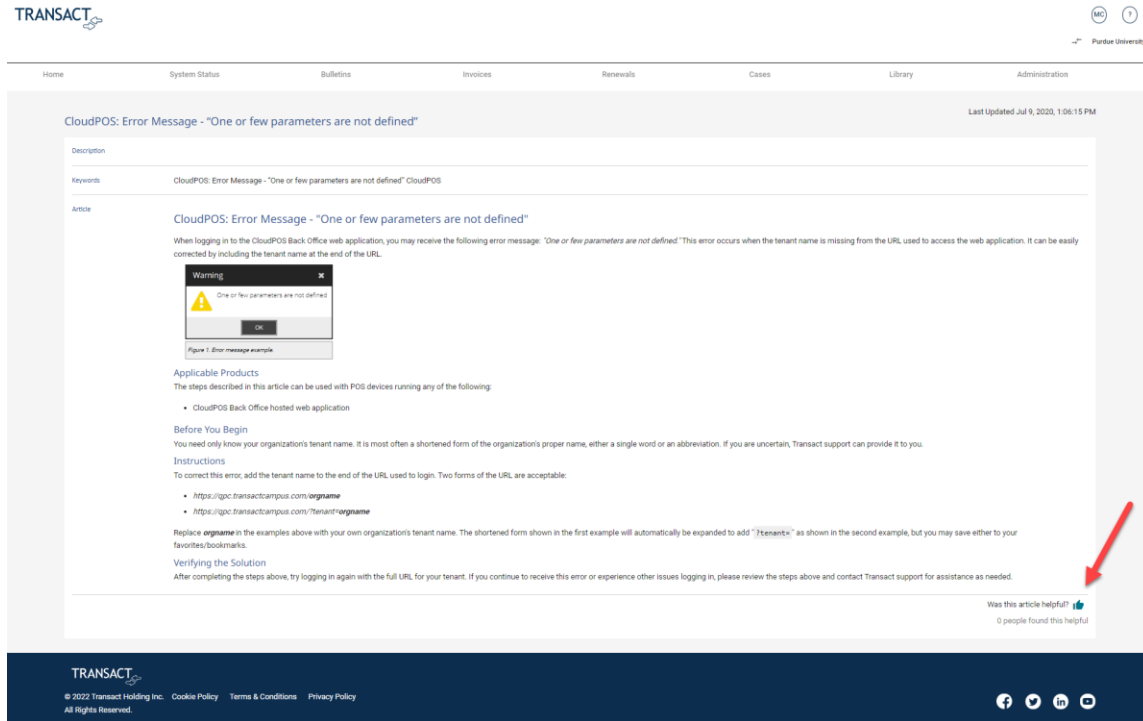 TRANSACT
MC ?
Purdue University
Home System Status Bulletins Invoices Renewals Cases Library Administration
Last Updated Jul 9, 2020, 1:06:15 PM
CloudPOS: Error Message - "One or few parameters are not defined"
Description
Keywords CloudPOS: Error Message - "One or few parameters are not defined" CloudPOS
Article
CloudPOS: Error Message - "One or few parameters are not defined"
When logging in to the CloudPOS Back Office web application, you may receive the following error message: "One or few parameters are not defined." This error occurs when the tenant name is missing from the URL used to access the web application. It can be easily
corrected by including the tenant name at the end of the URL.
Warning ×
One or few parameters are not defined
OK
Figure 1. Error message example.
Applicable Products
The steps described in this article can be used with POS devices running any of the following:
• CloudPOS Back Office hosted web application
Before You Begin
You need only know your organization's tenant name. It is most often a shortened form of the organization's proper name, either a single word or an abbreviation. If you are uncertain, Transact support can provide it to you.
Instructions
To correct this error, add the tenant name to the end of the URL used to login. Two forms of the URL are acceptable:
• https://qpc.transactcampus.com/orgname
• https://qpc.transactcampus.com/?tenant=orgname
Replace orgname in the examples above with your own organization's tenant name. The shortened form shown in the first example will automatically be expanded to add "?tenant=" as shown in the second example, but you may save either to your
favorites/bookmarks.
Verifying the Solution
After completing the steps above, try logging in again with the full URL for your tenant. If you continue to receive this error or experience other issues logging in, please review the steps above and contact Transact support for assistance as needed.
Was this article helpful?
0 people found this helpful
TRANSACT
© 2022 Transact Holding Inc. Cookie Policy Terms & Conditions Privacy Policy
All Rights Reserved.